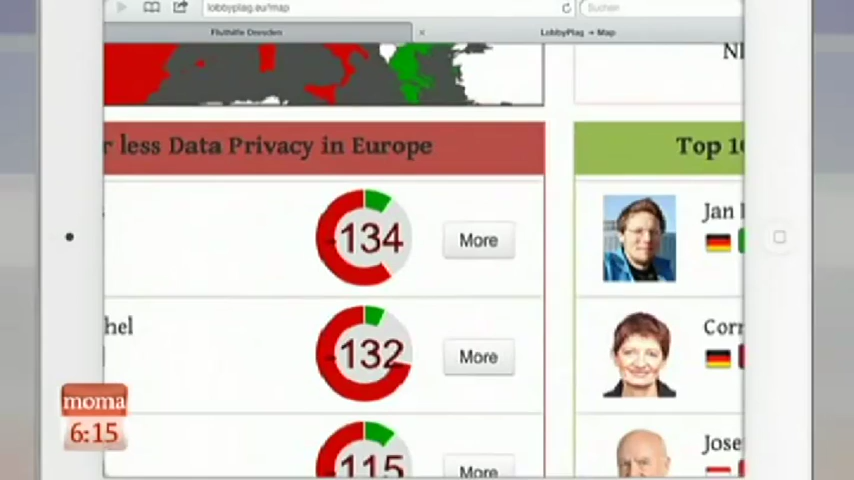 lobbyplag.eu/map
Suchen
Fluthilfe Dresden
LobbyPlag → Map
r less Data Privacy in Europe
Top 10
134
More
Jan
132
More
hel
Corn
moma
6:15
115
More
Jose